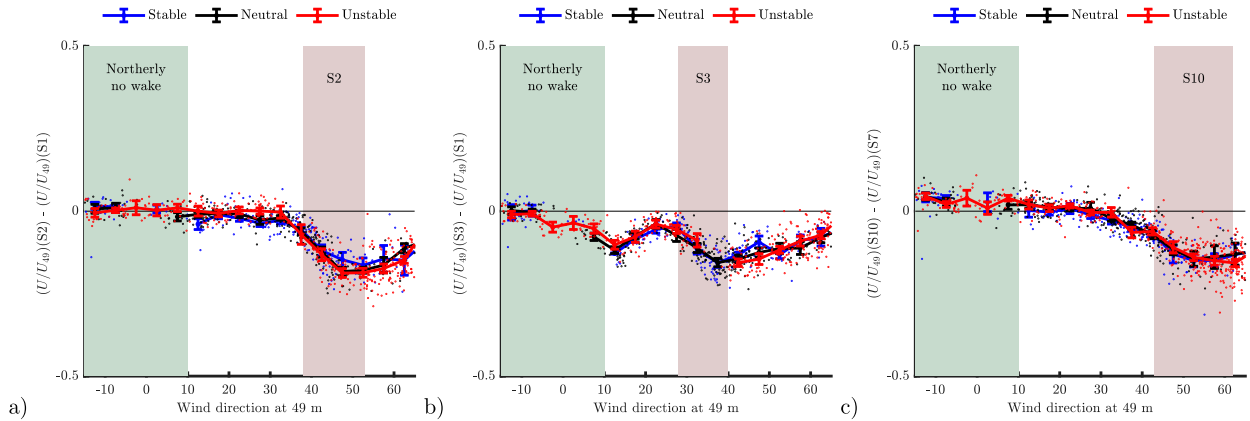 Stable Neutral Unstable
0.5
Northerly
no wake
S2
(U/U49)(S2) - (U/U49)(S1)
0
-0.5
-10 0 10 20 30 40 50 60
Wind direction at 49 m
a)
Stable Neutral Unstable
0.5
Northerly
no wake
S3
(U/U49)(S3) - (U/U49)(S1)
0
-0.5
-10 0 10 20 30 40 50 60
Wind direction at 49 m
b)
Stable Neutral Unstable
0.5
Northerly
no wake
S10
(U/U49)(S10) - (U/U49)(S7)
0
-0.5
-10 0 10 20 30 40 50 60
Wind direction at 49 m
c)